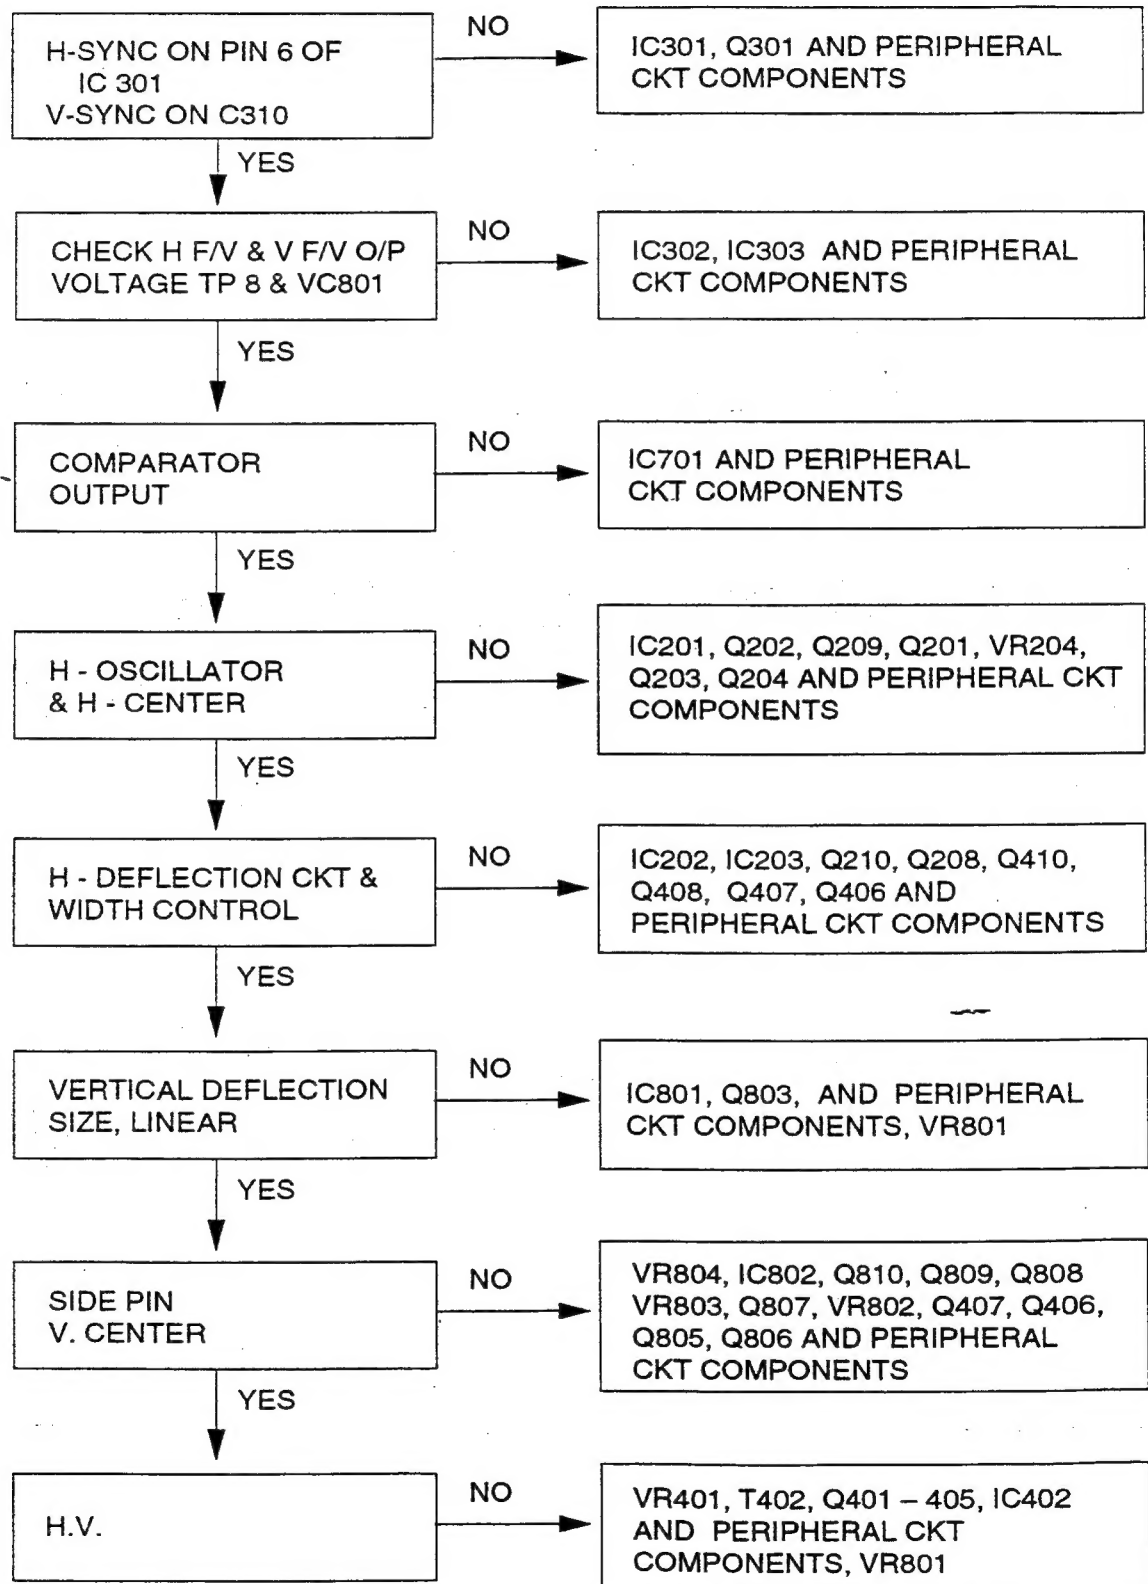 H-SYNC ON PIN 6 OF
IC 301
V-SYNC ON C310
NO
IC301, Q301 AND PERIPHERAL
CKT COMPONENTS
YES
CHECK H F/V & V F/V O/P
VOLTAGE TP 8 & VC801
NO
IC302, IC303 AND PERIPHERAL
CKT COMPONENTS
YES
COMPARATOR
OUTPUT
NO
IC701 AND PERIPHERAL
CKT COMPONENTS
YES
H - OSCILLATOR
& H - CENTER
NO
IC201, Q202, Q209, Q201, VR204,
Q203, Q204 AND PERIPHERAL CKT
COMPONENTS
YES
H - DEFLECTION CKT &
WIDTH CONTROL
NO
IC202, IC203, Q210, Q208, Q410,
Q408, Q407, Q406 AND
PERIPHERAL CKT COMPONENTS
YES
VERTICAL DEFLECTION
SIZE, LINEAR
NO
IC801, Q803, AND PERIPHERAL
CKT COMPONENTS, VR801
YES
SIDE PIN
V. CENTER
NO
VR804, IC802, Q810, Q809, Q808
VR803, Q807, VR802, Q407, Q406,
Q805, Q806 AND PERIPHERAL
CKT COMPONENTS
YES
H.V.
NO
VR401, T402, Q401 – 405, IC402
AND PERIPHERAL CKT
COMPONENTS, VR801